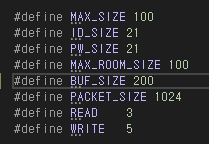 #define MAX_SIZE 100
#define ID_SIZE 21
#define PW_SIZE 21
#define MAX_ROOM_SIZE 100
#define BUF_SIZE 200
#define PACKET_SIZE 1024
#define READ 3
#define WRITE 5